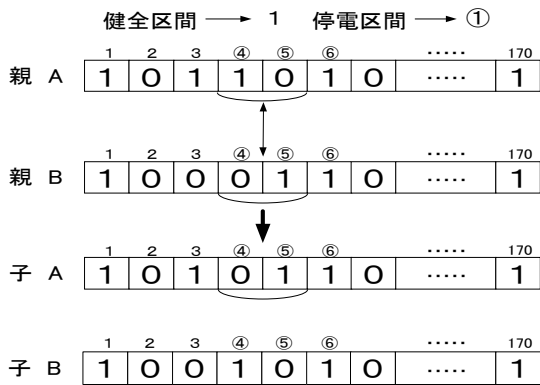 健全区間 → 1 停電区間 → ①
1 2 3 ④ ⑤ ⑥ ····· 170
親 A 1 0 1 1 0 1 0 ····· 1
1 2 3 ④ ⑤ ⑥ ····· 170
親 B 1 0 0 0 1 1 0 ····· 1
1 2 3 ④ ⑤ ⑥ ····· 170
子 A 1 0 1 0 1 1 0 ····· 1
1 2 3 ④ ⑤ ⑥ ····· 170
子 B 1 0 0 1 0 1 0 ····· 1